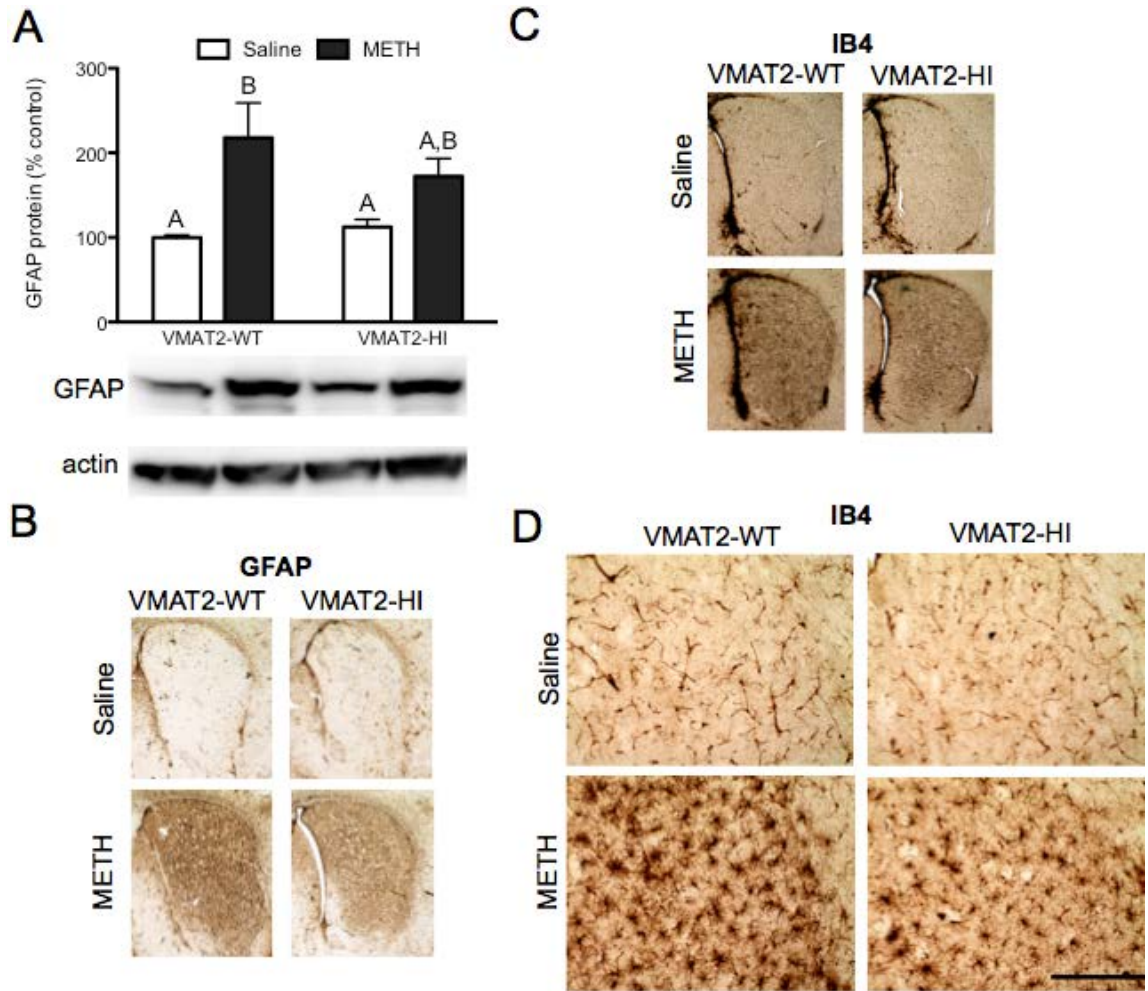 A
Saline METH
GFAP protein (% control)
300
200
100
0
A
B
A
A,B
VMAT2-WT VMAT2-HI
GFAP
actin
B
GFAP
VMAT2-WT VMAT2-HI
Saline
METH
C
IB4
VMAT2-WT VMAT2-HI
Saline
METH
D
IB4
VMAT2-WT VMAT2-HI
Saline
METH